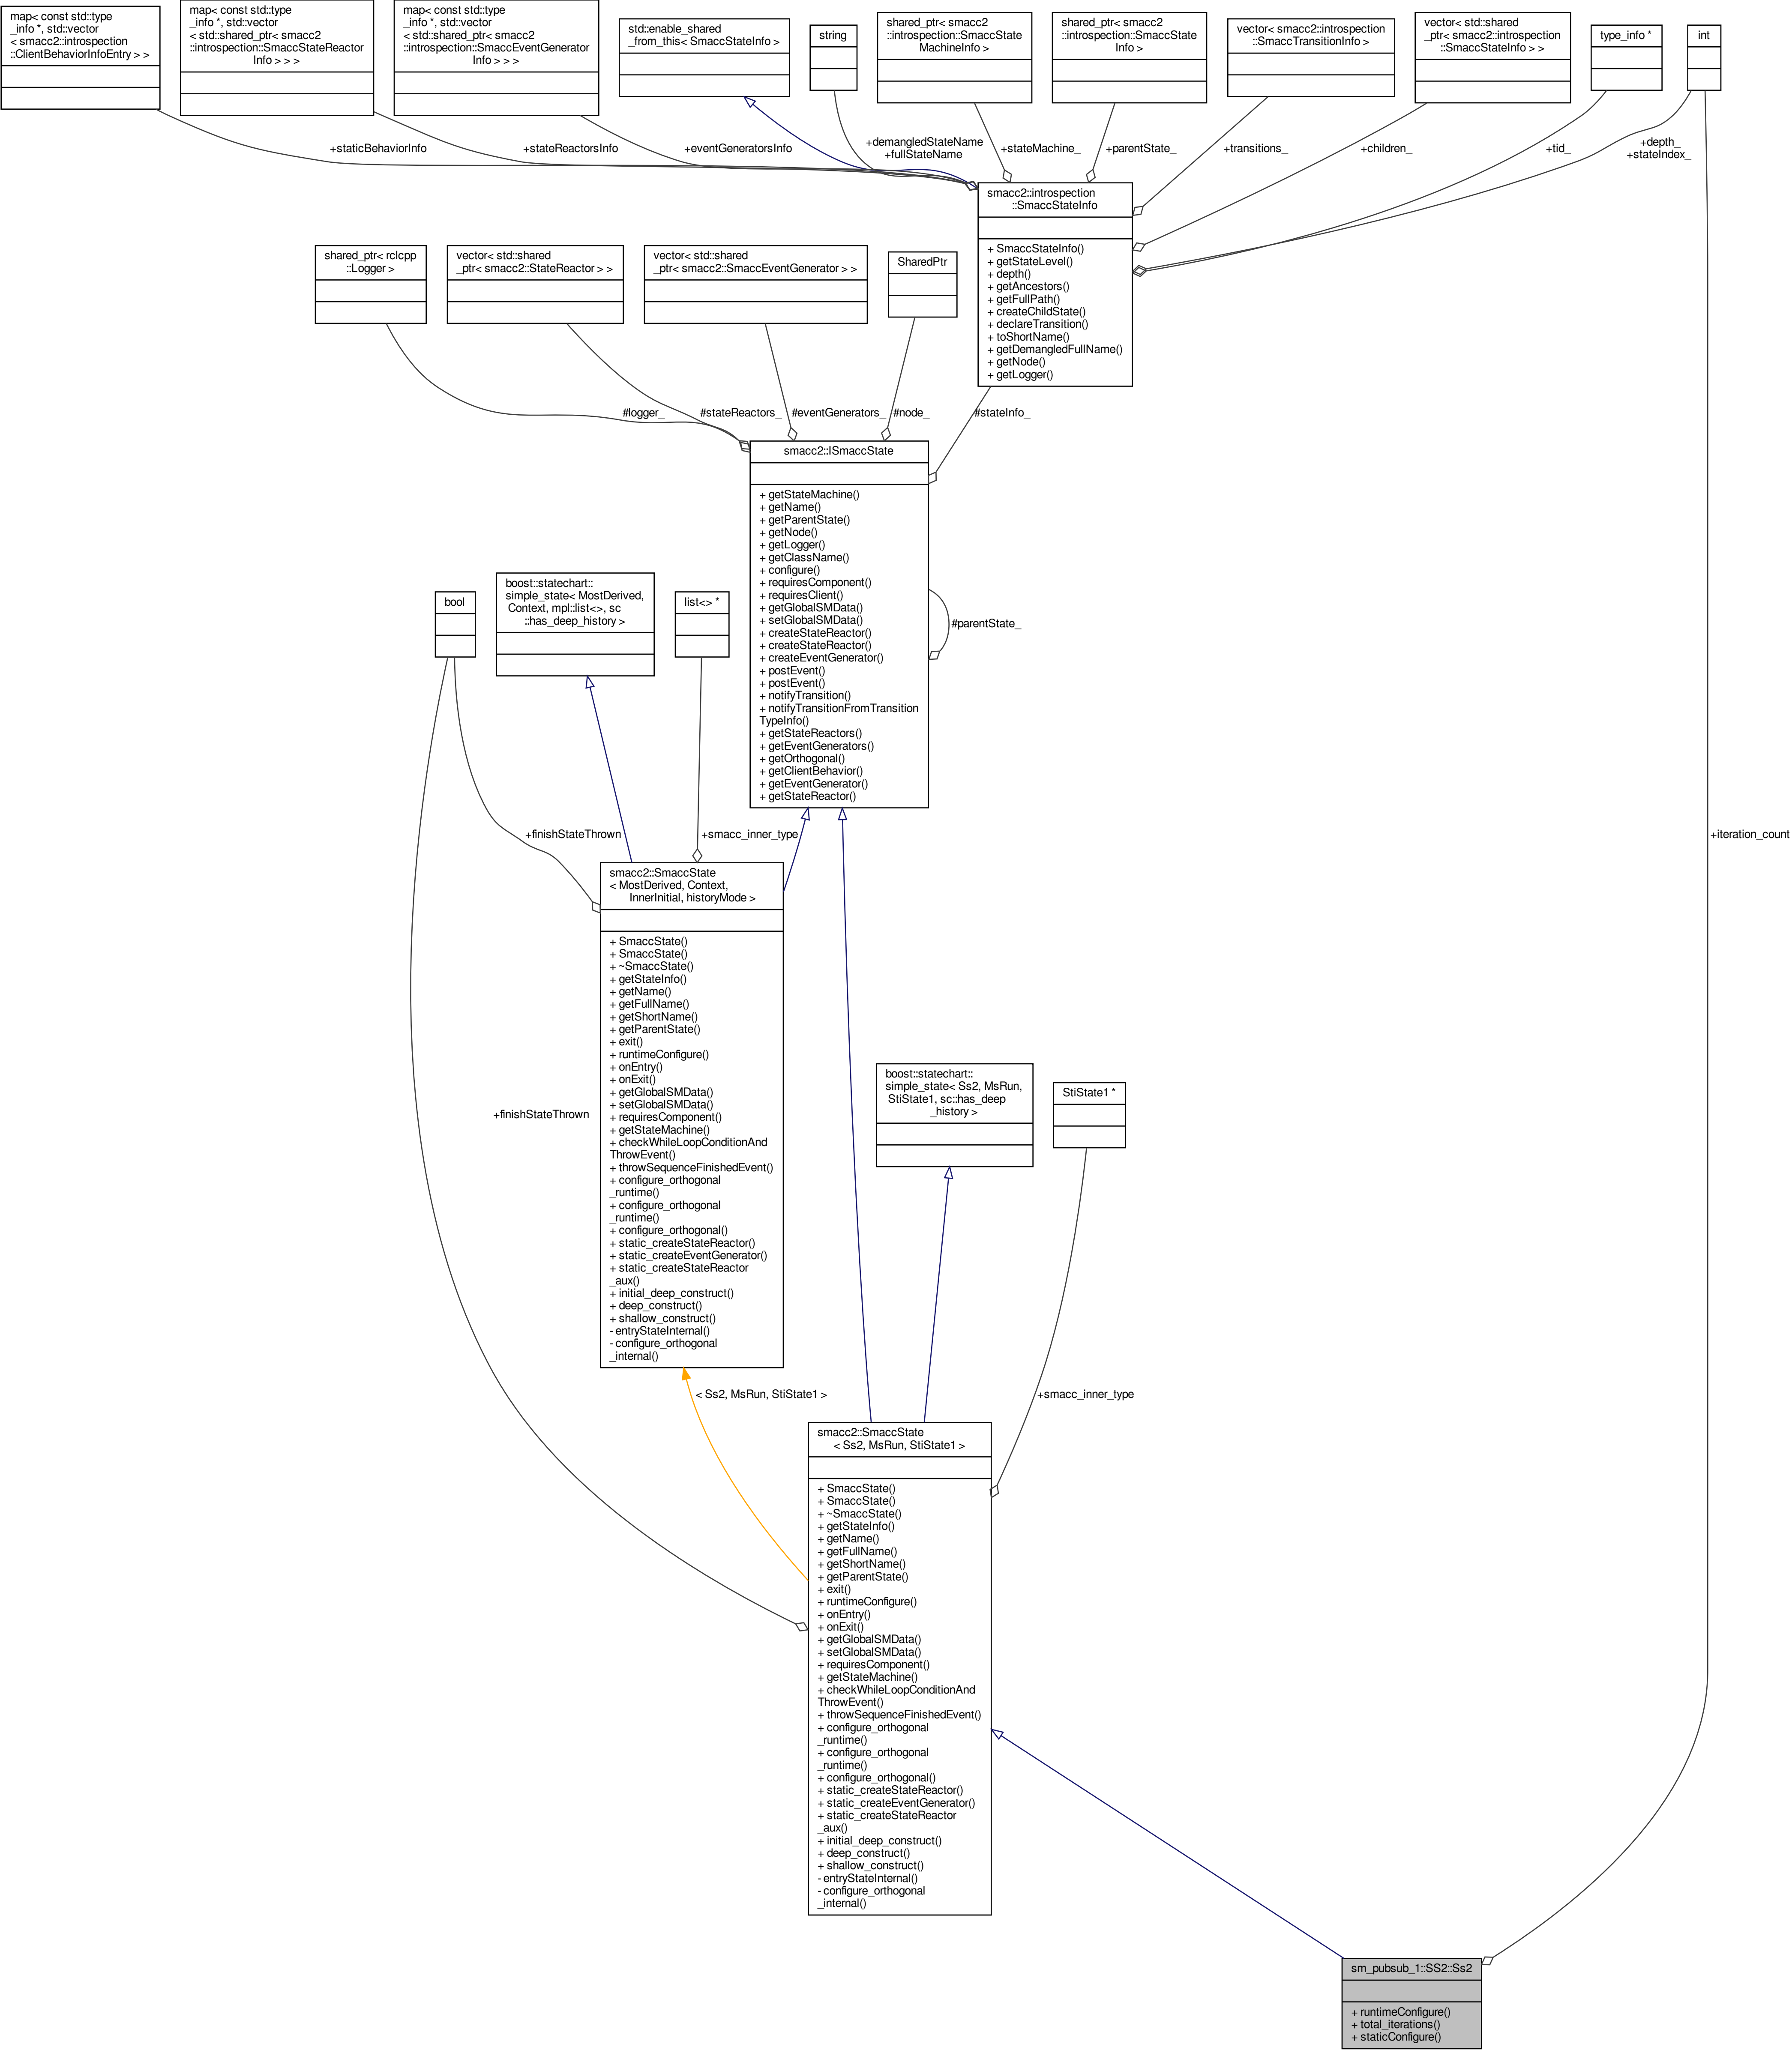 map< const std::type
_info *, std::vector
< smacc2::introspection
::ClientBehaviorInfoEntry > >
map< const std::type
_info *, std::vector
< std::shared_ptr< smacc2
::introspection::SmaccStateReactor
Info > > >
map< const std::type
_info *, std::vector
< std::shared_ptr< smacc2
::introspection::SmaccEventGenerator
Info > > >
std::enable_shared
_from_this< SmaccStateInfo >
string
shared_ptr< smacc2
::introspection::SmaccState
MachineInfo >
shared_ptr< smacc2
::introspection::SmaccState
Info >
vector< smacc2::introspection
::SmaccTransitionInfo >
vector< std::shared
_ptr< smacc2::introspection
::SmaccStateInfo > >
type_info *
int
+staticBehaviorInfo
+stateReactorsInfo
+eventGeneratorsInfo
+demangledStateName
+fullStateName
+stateMachine_
+parentState_
+transitions_
+children_
+tid_
+depth_
+stateIndex_
smacc2::introspection
::SmaccStateInfo
+ SmaccStateInfo()
+ getStateLevel()
+ depth()
+ getAncestors()
+ getFullPath()
+ createChildState()
+ declareTransition()
+ toShortName()
+ getDemangledFullName()
+ getNode()
+ getLogger()
shared_ptr< rclcpp
::Logger >
vector< std::shared
_ptr< smacc2::StateReactor > >
vector< std::shared
_ptr< smacc2::SmaccEventGenerator > >
SharedPtr
#logger_
#stateReactors_
#eventGenerators_
#node_
#stateInfo_
smacc2::ISmaccState
+ getStateMachine()
+ getName()
+ getParentState()
+ getNode()
+ getLogger()
+ getClassName()
+ configure()
+ requiresComponent()
+ requiresClient()
+ getGlobalSMData()
+ setGlobalSMData()
+ createStateReactor()
+ createStateReactor()
+ createEventGenerator()
+ postEvent()
+ postEvent()
+ notifyTransition()
+ notifyTransitionFromTransition
TypeInfo()
+ getStateReactors()
+ getEventGenerators()
+ getOrthogonal()
+ getClientBehavior()
+ getEventGenerator()
+ getStateReactor()
#parentState_
bool
boost::statechart::
simple_state< MostDerived,
Context, mpl::list<>, sc
::has_deep_history >
list<> *
+finishStateThrown
+smacc_inner_type
+iteration_count
smacc2::SmaccState
< MostDerived, Context,
InnerInitial, historyMode >
+ SmaccState()
+ SmaccState()
+ ~SmaccState()
+ getStateInfo()
+ getName()
+ getFullName()
+ getShortName()
+ getParentState()
+ exit()
+ runtimeConfigure()
+ onEntry()
+ onExit()
+ getGlobalSMData()
+ setGlobalSMData()
+ requiresComponent()
+ getStateMachine()
+ checkWhileLoopConditionAnd
ThrowEvent()
+ throwSequenceFinishedEvent()
+ configure_orthogonal
_runtime()
+ configure_orthogonal
_runtime()
+ configure_orthogonal()
+ static_createStateReactor()
+ static_createEventGenerator()
+ static_createStateReactor
_aux()
+ initial_deep_construct()
+ deep_construct()
+ shallow_construct()
- entryStateInternal()
- configure_orthogonal
_internal()
+finishStateThrown
boost::statechart::
simple_state< Ss2, MsRun,
StiState1, sc::has_deep
_history >
StiState1 *
< Ss2, MsRun, StiState1 >
+smacc_inner_type
smacc2::SmaccState
< Ss2, MsRun, StiState1 >
+ SmaccState()
+ SmaccState()
+ ~SmaccState()
+ getStateInfo()
+ getName()
+ getFullName()
+ getShortName()
+ getParentState()
+ exit()
+ runtimeConfigure()
+ onEntry()
+ onExit()
+ getGlobalSMData()
+ setGlobalSMData()
+ requiresComponent()
+ getStateMachine()
+ checkWhileLoopConditionAnd
ThrowEvent()
+ throwSequenceFinishedEvent()
+ configure_orthogonal
_runtime()
+ configure_orthogonal
_runtime()
+ configure_orthogonal()
+ static_createStateReactor()
+ static_createEventGenerator()
+ static_createStateReactor
_aux()
+ initial_deep_construct()
+ deep_construct()
+ shallow_construct()
- entryStateInternal()
- configure_orthogonal
_internal()
sm_pubsub_1::SS2::Ss2
+ runtimeConfigure()
+ total_iterations()
+ staticConfigure()